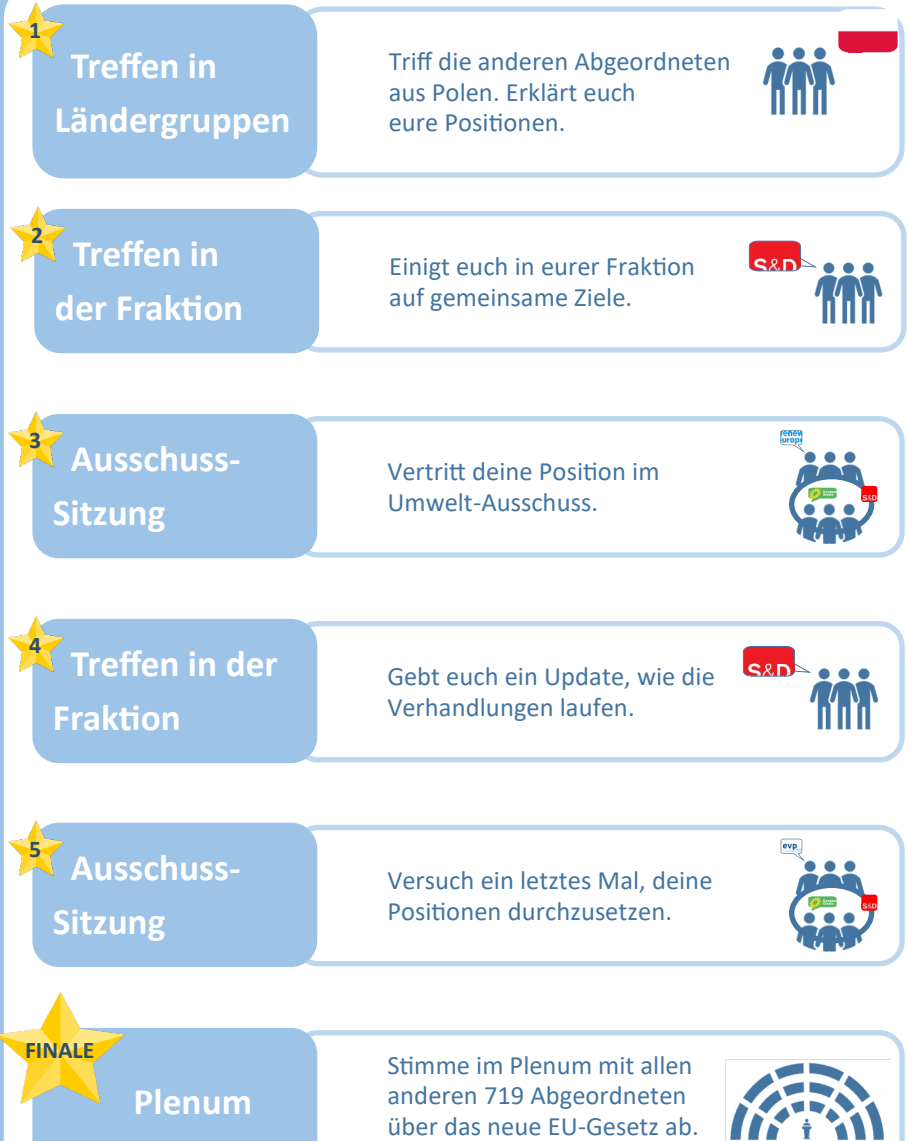 1
Treffen in
Ländergruppen
Triff die anderen Abgeordneten
aus Polen. Erklärt euch
eure Positionen.
2
Treffen in
der Fraktion
Einigt euch in eurer Fraktion
auf gemeinsame Ziele.
S&D
3
Ausschuss-
Sitzung
Vertritt deine Position im
Umwelt-Ausschuss.
renew
europe
S&D
4
Treffen in der
Fraktion
Gebt euch ein Update, wie die
Verhandlungen laufen.
S&D
5
Ausschuss-
Sitzung
Versuch ein letztes Mal, deine
Positionen durchzusetzen.
evp
S&D
FINALE
Plenum
Stimme im Plenum mit allen
anderen 719 Abgeordneten
über das neue EU-Gesetz ab.